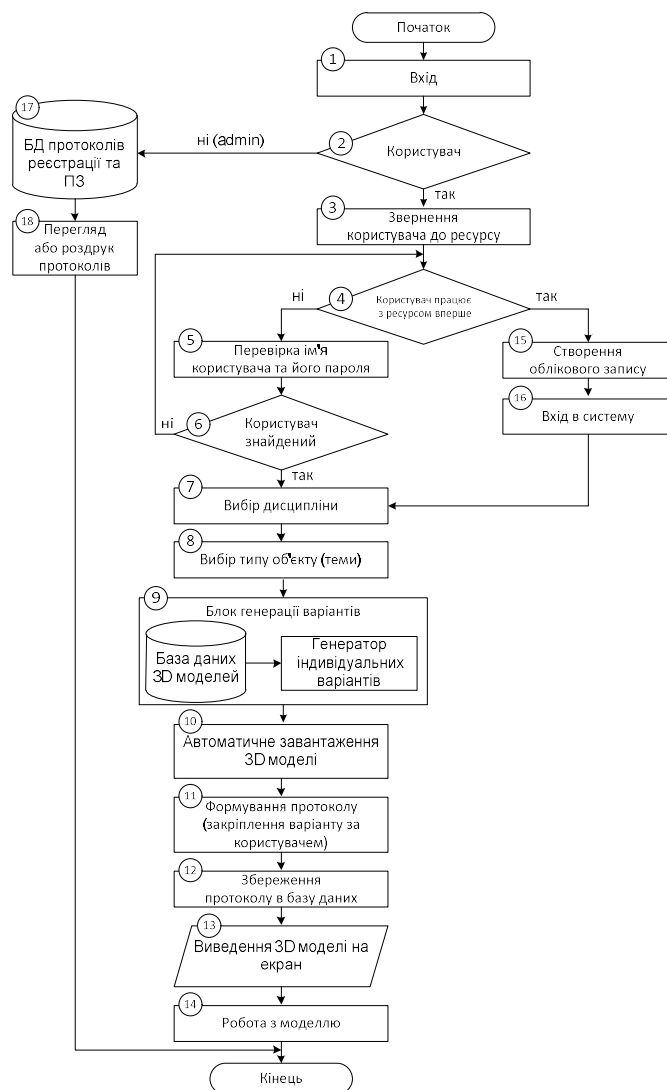 Початок
1
Вхід
17
БД протоколів
реєстрації та
ПЗ
ні (admin)
2
Користувач
так
18
Перегляд
або роздрук
протоколів
3
Звернення
користувача до ресурсу
ні
4
Користувач працює
з ресурсом вперше
так
5
Перевірка ім'я
користувача та його пароля
15
Створення
облікового запису
ні
6
Користувач
знайдений
16
Вхід в систему
так
7
Вибір дисципліни
8
Вибір типу об'єкту (теми)
9
Блок генерації варіантів
База даних
3D моделей
Генератор
індивідуальних
варіантів
10
Автоматичне завантаження
3D моделі
11
Формування протоколу
(закріплення варіанту за
користувачем)
12
Збереження
протоколу в базу даних
13
Виведення 3D моделі на
екран
14
Робота з моделлю
Кінець